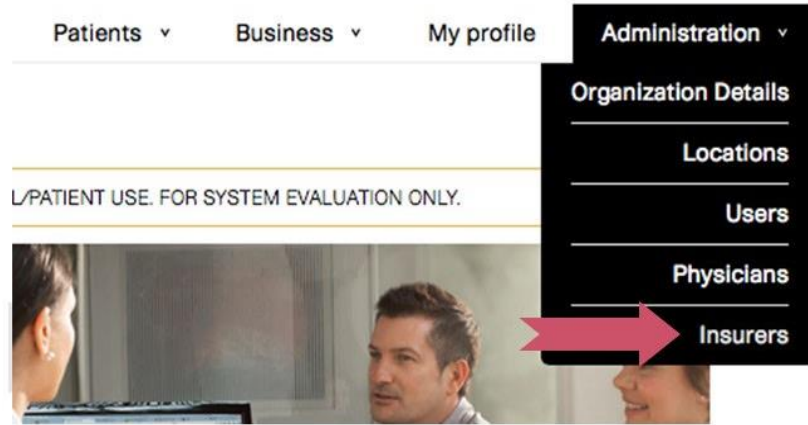 Patients ˅ Business ˅ My profile Administration ˅
Organization Details
Locations
L/PATIENT USE. FOR SYSTEM EVALUATION ONLY.
Users
Physicians
Insurers